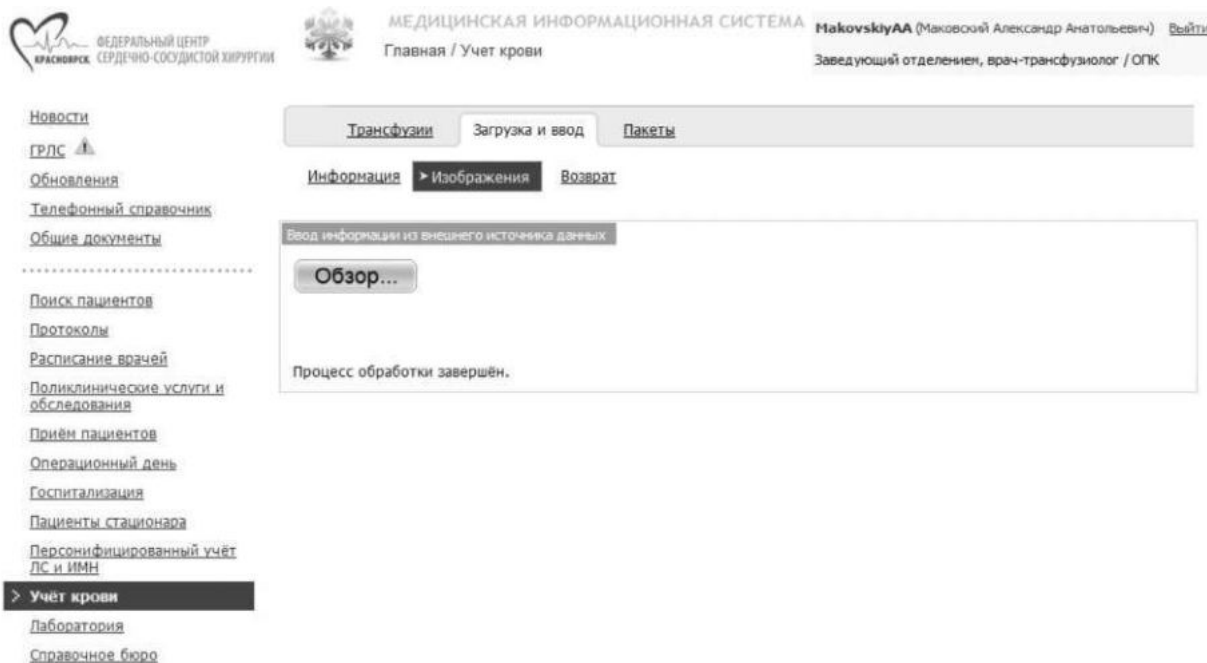 ФЕДЕРАЛЬНЫЙ ЦЕНТР
КРАСНОЯРСК СЕРДЕЧНО-СОСУДИСТОЙ ХИРУРГИИ
МЕДИЦИНСКАЯ ИНФОРМАЦИОННАЯ СИСТЕМА
Главная / Учет крови
MakovskiyAA (Маковский Александр Анатольевич) Выйти
Заведующий отделением, врач-трансфузиолог / ОПК
Новости
ГРЛС
Обновления
Телефонный справочник
Общие документы
Поиск пациентов
Протоколы
Расписание врачей
Поликлинические услуги и
обследования
Приём пациентов
Операционный день
Госпитализация
Пациенты стационара
Персонифицированный учёт
ЛС и ИМН
> Учёт крови
Лаборатория
Справочное бюро
Трансфузии Загрузка и ввод Пакеты
Информация Изображения Возврат
Ввод информации из внешнего источника данных
Обзор...
Процесс обработки завершён.